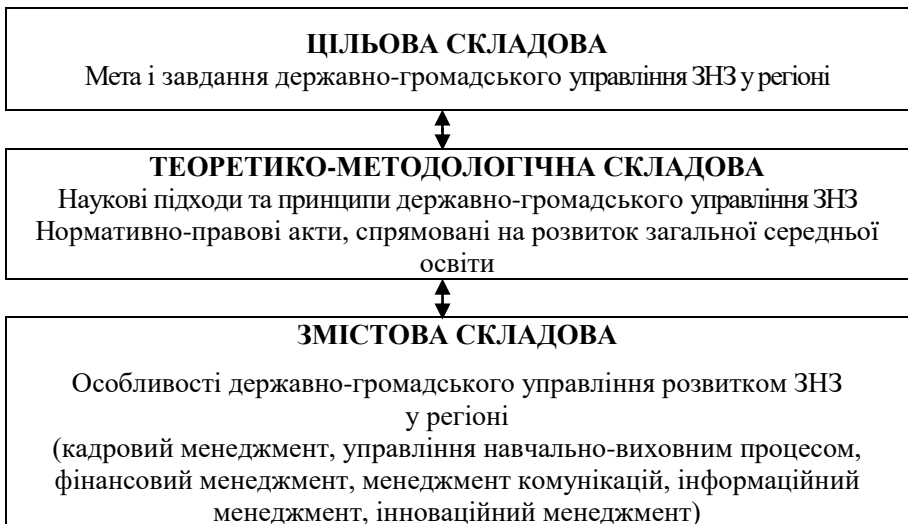 ЦІЛЬОВА СКЛАДОВА
Мета і завдання державно-громадського управління ЗНЗ у регіоні
ТЕОРЕТИКО-МЕТОДОЛОГІЧНА СКЛАДОВА
Наукові підходи та принципи державно-громадського управління ЗНЗ
Нормативно-правові акти, спрямовані на розвиток загальної середньої
освіти
ЗМІСТОВА СКЛАДОВА
Особливості державно-громадського управління розвитком ЗНЗ
у регіоні
(кадровий менеджмент, управління навчально-виховним процесом,
фінансовий менеджмент, менеджмент комунікацій, інформаційний
менеджмент, інноваційний менеджмент)